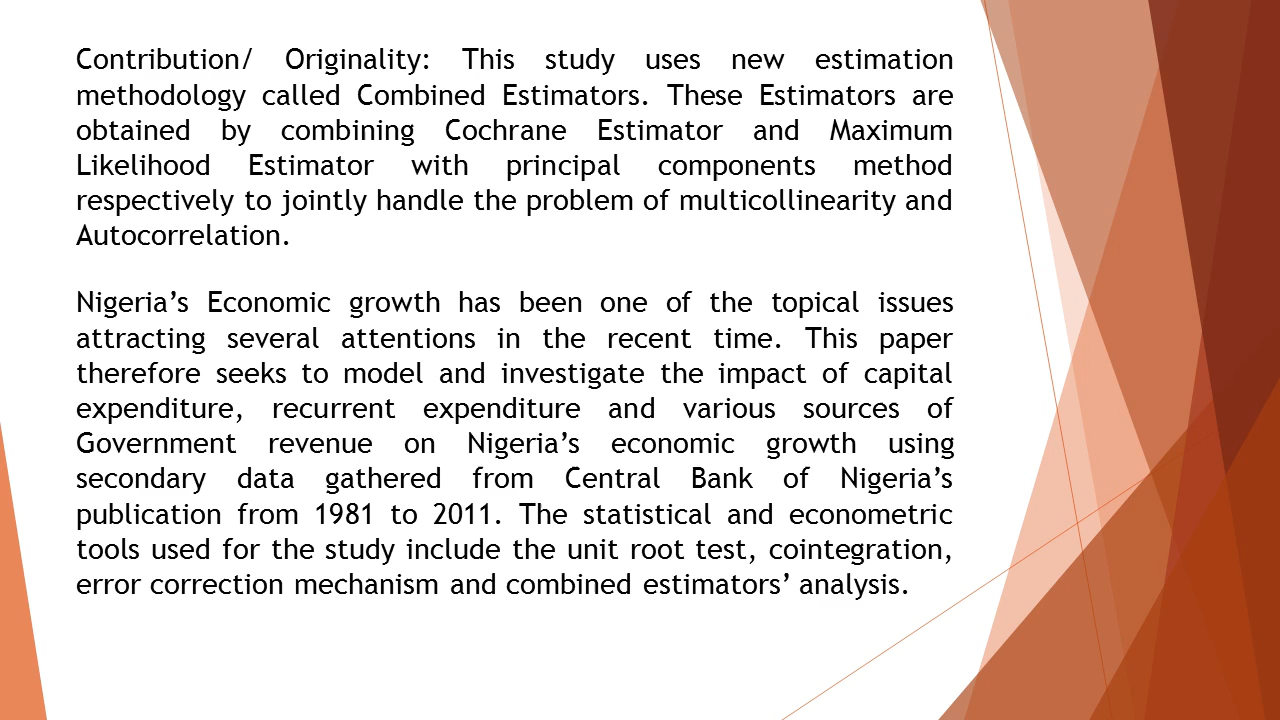 Contribution/ Originality: This study uses new estimation
methodology called Combined Estimators. These Estimators are
obtained by combining Cochrane Estimator and Maximum
Likelihood Estimator with principal components method
respectively to jointly handle the problem of multicollinearity and
Autocorrelation.
Nigeria’s Economic growth has been one of the topical issues
attracting several attentions in the recent time. This paper
therefore seeks to model and investigate the impact of capital
expenditure, recurrent expenditure and various sources of
Government revenue on Nigeria’s economic growth using
secondary data gathered from Central Bank of Nigeria’s
publication from 1981 to 2011. The statistical and econometric
tools used for the study include the unit root test, cointegration,
error correction mechanism and combined estimators’ analysis.